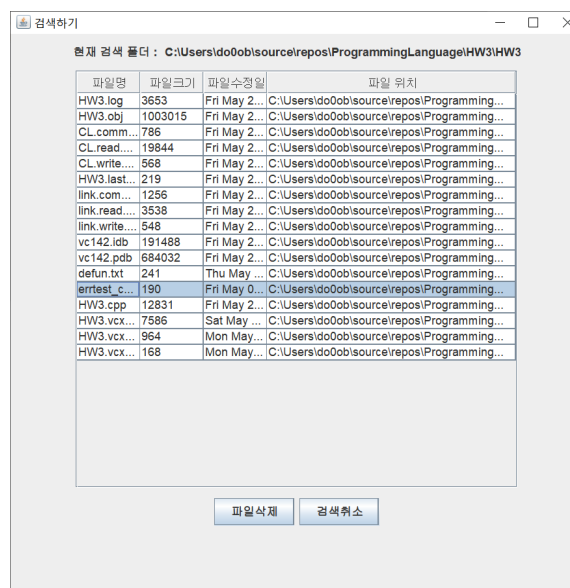 검색하기
현재 검색 폴더 : C:\Users\do0ob\source\repos\ProgrammingLanguage\HW3\HW3
파일명 파일크기 파일수정일 파일 위치
HW3.log 3653 Fri May 2... C:\Users\do0ob\source\repos\Programming...
HW3.obj 1003015 Fri May 2... C:\Users\do0ob\source\repos\Programming...
CL.comm... 786 Fri May 2... C:\Users\do0ob\source\repos\Programming...
CL.read.... 19844 Fri May 2... C:\Users\do0ob\source\repos\Programming...
CL.write.... 568 Fri May 2... C:\Users\do0ob\source\repos\Programming...
HW3.last... 219 Fri May 2... C:\Users\do0ob\source\repos\Programming...
link.com... 1256 Fri May 2... C:\Users\do0ob\source\repos\Programming...
link.read.... 3538 Fri May 2... C:\Users\do0ob\source\repos\Programming...
link.write.... 548 Fri May 2... C:\Users\do0ob\source\repos\Programming...
vc142.idb 191488 Fri May 2... C:\Users\do0ob\source\repos\Programming...
vc142.pdb 684032 Fri May 2... C:\Users\do0ob\source\repos\Programming...
defun.txt 241 Thu May ... C:\Users\do0ob\source\repos\Programming...
errtest_c... 190 Fri May 0... C:\Users\do0ob\source\repos\Programming...
HW3.cpp 12831 Fri May 2... C:\Users\do0ob\source\repos\Programming...
HW3.vcx... 7586 Sat May ... C:\Users\do0ob\source\repos\Programming...
HW3.vcx... 964 Mon May... C:\Users\do0ob\source\repos\Programming...
HW3.vcx... 168 Mon May... C:\Users\do0ob\source\repos\Programming...
파일삭제 검색취소